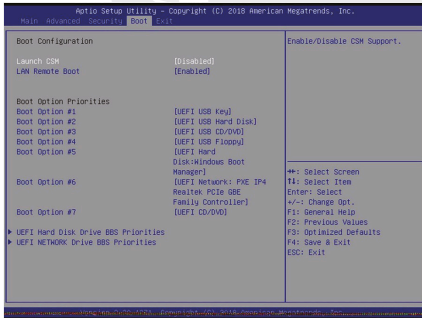 Aptio Setup Utility – Copyright (C) 2018 American Megatrends, Inc.
Main Advanced Security Boot Exit
Boot Configuration
Launch CSM [Disabled]
LAN Remote Boot [Enabled]
Boot Option Priorities
Boot Option #1 [UEFI USB Key]
Boot Option #2 [UEFI USB Hard Disk]
Boot Option #3 [UEFI USB CD/DVD]
Boot Option #4 [UEFI USB Floppy]
Boot Option #5 [UEFI Hard
Disk:Windows Boot
Manager]
Boot Option #6 [UEFI Network: PXE IP4
Realtek PCIe GBE
Family Controller]
Boot Option #7 [UEFI CD/DVD]
UEFI Hard Disk Drive BBS Priorities
UEFI NETWORK Drive BBS Priorities
Enable/Disable CSM Support.
→←: Select Screen
↑↓: Select Item
Enter: Select
+/-: Change Opt.
F1: General Help
F2: Previous Values
F3: Optimized Defaults
F4: Save & Exit
ESC: Exit
Copyright (C) 2018 American Megatrends, Inc.